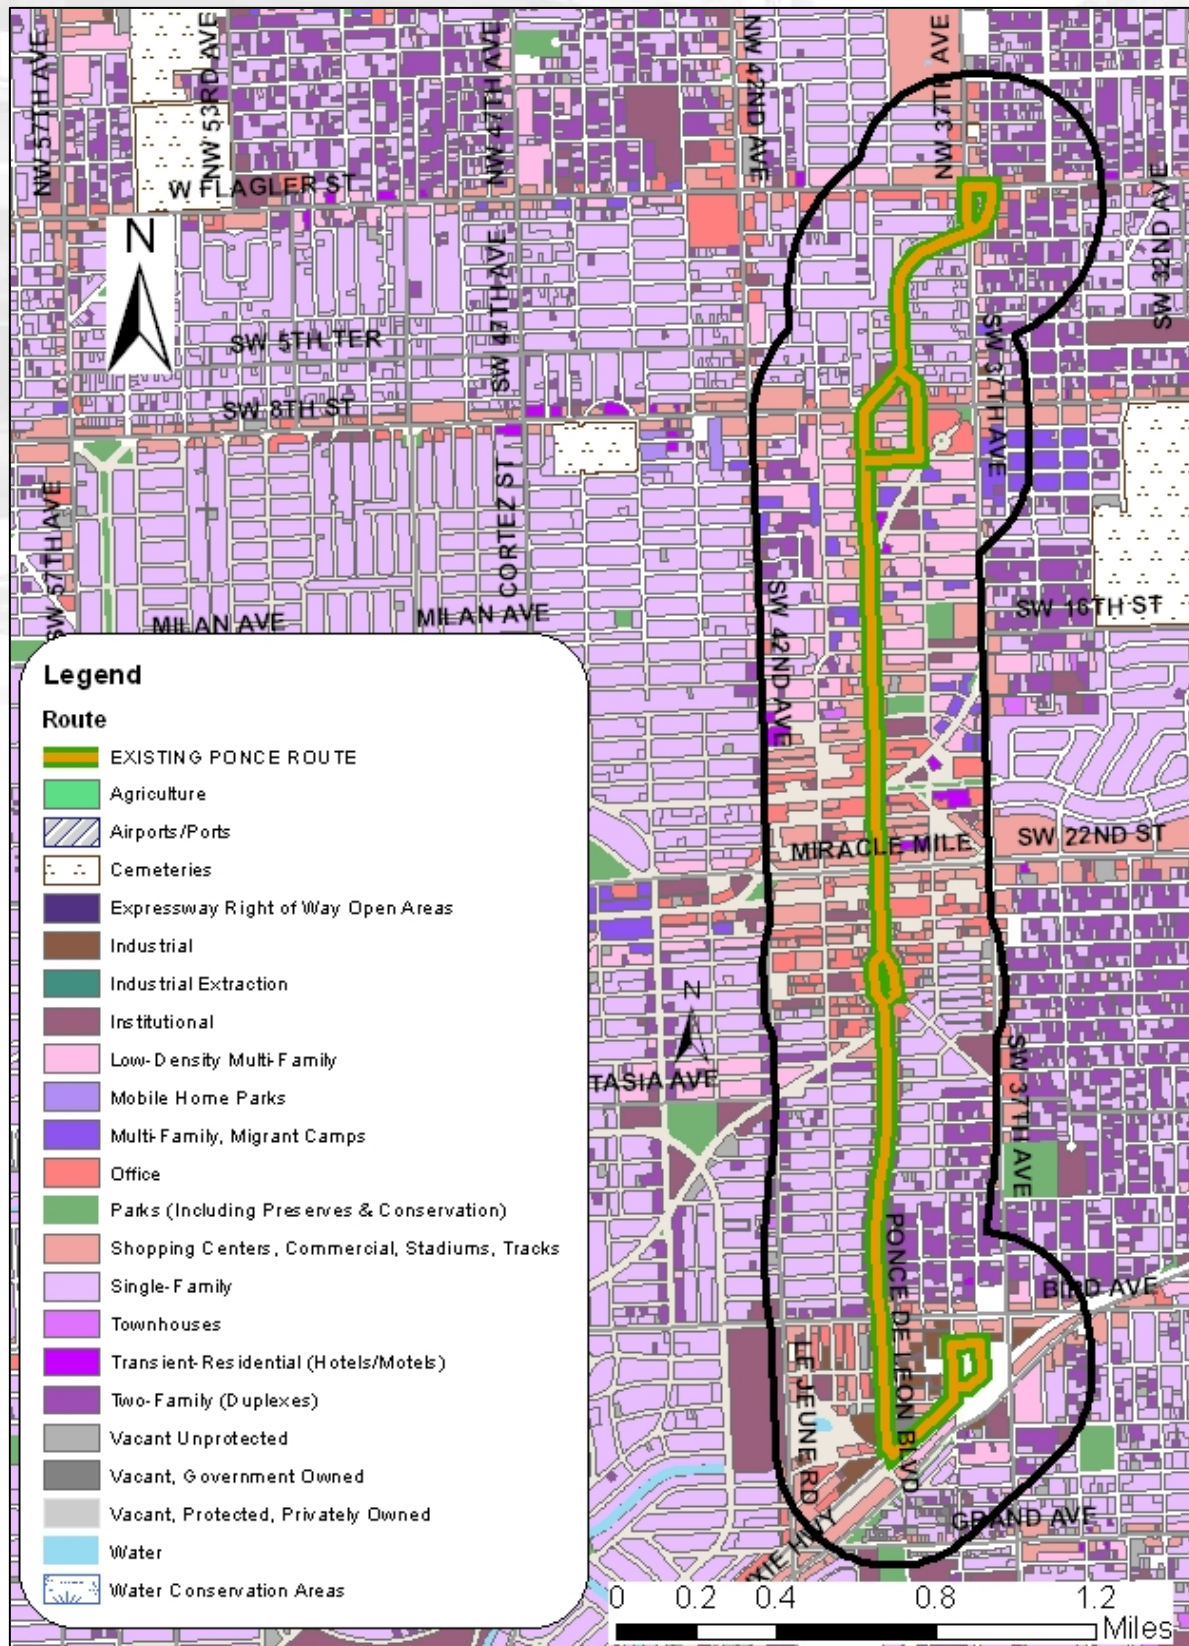 NW 57TH AVE
NW 53RD AVE
NW 47TH AVE
NW 42ND AVE
NW 37TH AVE
W FLAGLER ST
SW 32ND AVE
N
SW 47TH AVE
SW 5TH TER
SW 37TH AVE
SW 8TH ST
SW 57TH AVE
CORTEZ ST
MILAN AVE
MILAN AVE
SW 16TH ST
SW 42ND AVE
MIRACLE MILE
SW 22ND ST
N
TASIA AVE
SW 37TH AVE
PONCE DE LEON BLVD
BIRD AVE
LE JEUNE RD
GRAND AVE
XIE HWY
Legend
Route
EXISTING PONCE ROUTE
Agriculture
Airports/Ports
Cemeteries
Expressway Right of Way Open Areas
Industrial
Industrial Extraction
Institutional
Low-Density Multi-Family
Mobile Home Parks
Multi-Family, Migrant Camps
Office
Parks (Including Preserves & Conservation)
Shopping Centers, Commercial, Stadiums, Tracks
Single-Family
Townhouses
Transient-Residential (Hotels/Motels)
Two-Family (Duplexes)
Vacant Unprotected
Vacant, Government Owned
Vacant, Protected, Privately Owned
Water
Water Conservation Areas
0 0.2 0.4 0.8 1.2
Miles